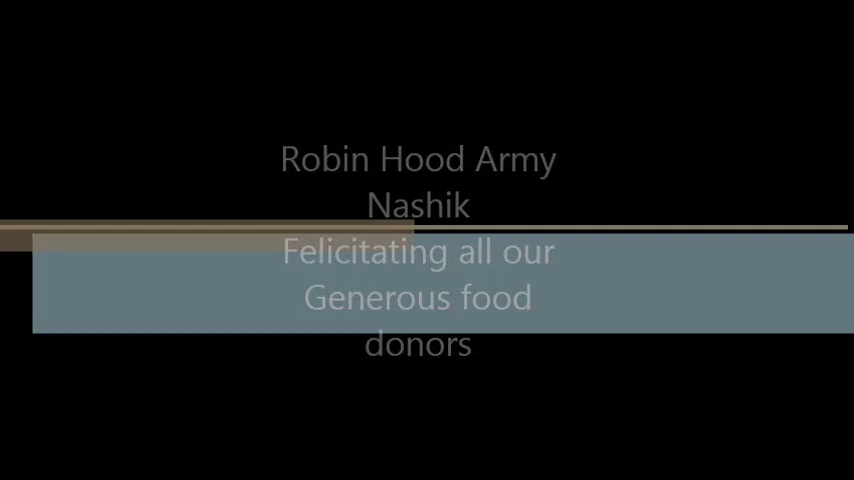 Robin Hood Army
Nashik
Felicitating all our
Generous food
donors